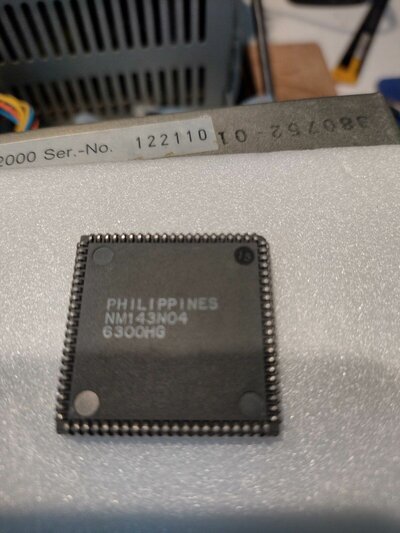 2000 Ser.-No. 122110
380752-01
PHILIPPINES
NM143N04
6300HG